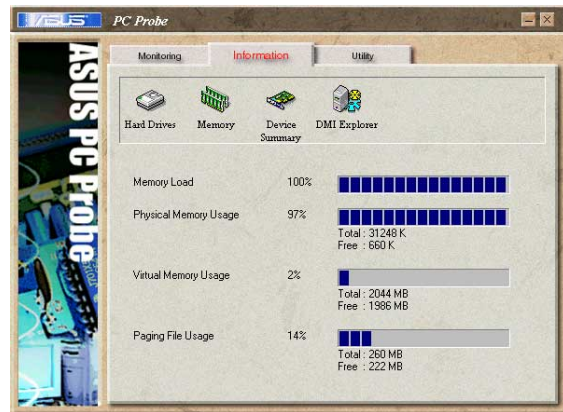 ASUS PC Probe
Monitoring Information Utility
Hard Drives Memory Device Summary DMI Explorer
ASUS PC Probe
Memory Load 100%
Physical Memory Usage 97%
Total : 31248 K
Free : 660 K
Virtual Memory Usage 2%
Total : 2044 MB
Free : 1986 MB
Paging File Usage 14%
Total : 260 MB
Free : 222 MB